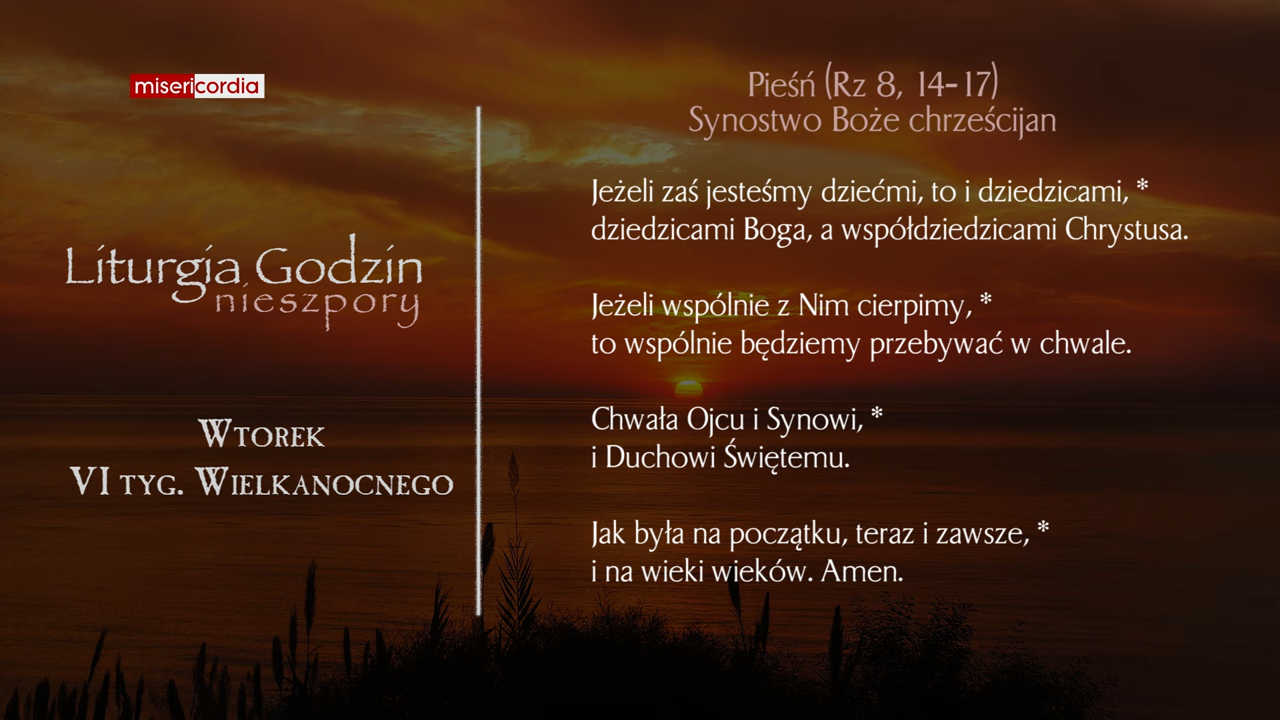 misericordia
Liturgia Godzin
nieszpory
Wtorek
VI tyg. Wielkanocnego
Pieśń (Rz 8, 14-17)
Synostwo Boże chrześcijan
Jeżeli zaś jesteśmy dziećmi, to i dziedzicami, *
dziedzicami Boga, a współdziedzicami Chrystusa.
Jeżeli wspólnie z Nim cierpimy, *
to wspólnie będziemy przebywać w chwale.
Chwała Ojcu i Synowi, *
i Duchowi Świętemu.
Jak była na początku, teraz i zawsze, *
i na wieki wieków. Amen.